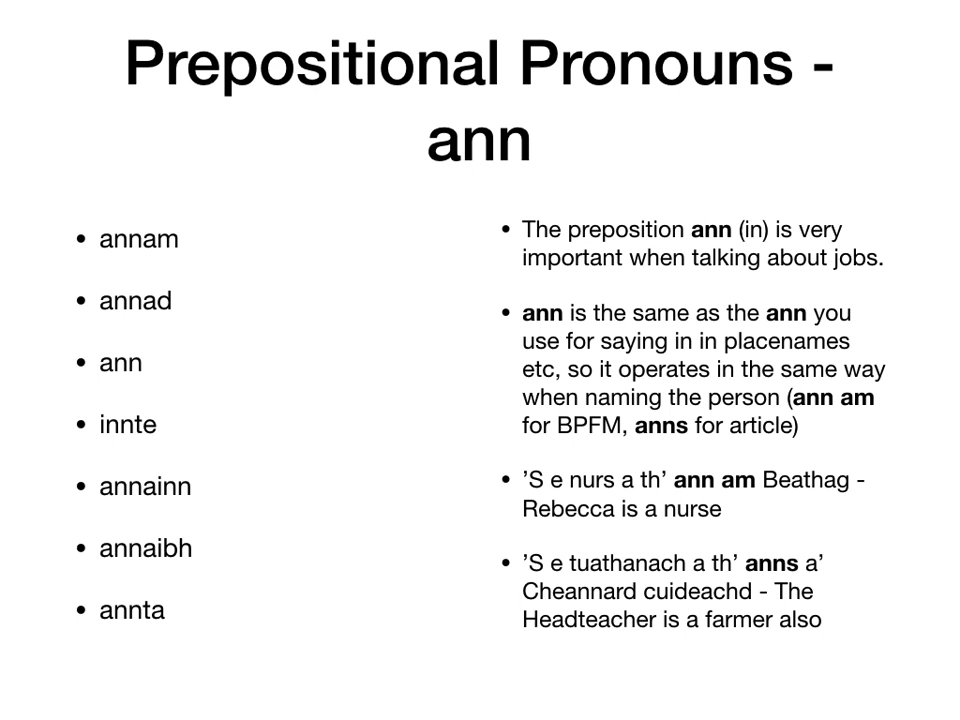 Prepositional Pronouns -
ann
• annam
• annad
• ann
• innte
• annainn
• annaibh
• annta
• The preposition ann (in) is very
important when talking about jobs.
• ann is the same as the ann you
use for saying in in placenames
etc, so it operates in the same way
when naming the person (ann am
for BPFM, anns for article)
• ’S e nurs a th’ ann am Beathag -
Rebecca is a nurse
• ’S e tuathanach a th’ anns a’
Cheannard cuideachd - The
Headteacher is a farmer also